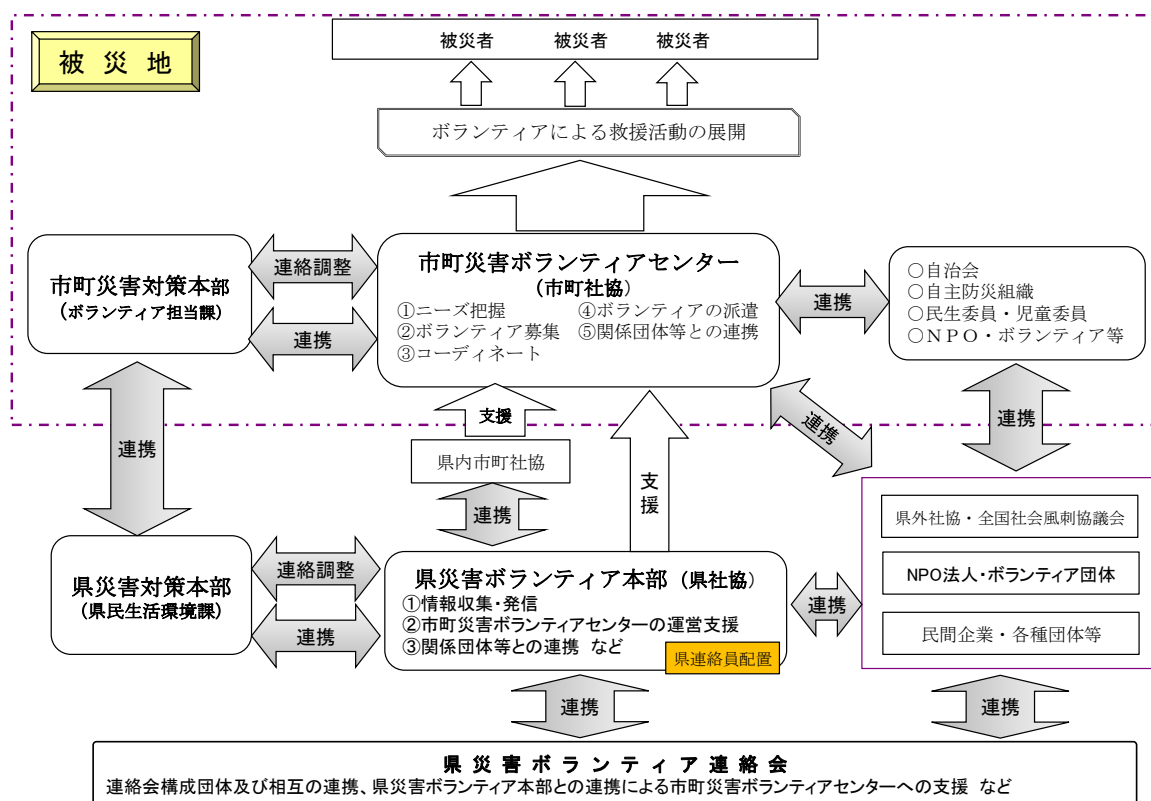 被災者 被災者 被災者
被 災 地
ボランティアによる救援活動の展開
市町災害対策本部
(ボランティア担当課)
連絡調整
連携
市町災害ボランティアセンター
(市町社協)
①ニーズ把握 ④ボランティアの派遣
②ボランティア募集 ⑤関係団体等との連携
③コーディネート
連携
○自治会
○自主防災組織
○民生委員・児童委員
○NPO・ボランティア等
連携
支援
県内市町社協
連携
支援
連携
連携
県外社協・全国社会風刺協議会
NPO法人・ボランティア団体
民間企業・各種団体等
県災害対策本部
(県民生活環境課)
連絡調整
連携
県災害ボランティア本部(県社協)
①情報収集・発信
②市町災害ボランティアセンターの運営支援
③関係団体等との連携 など
県連絡員配置
連携
連携
連携
県災害ボランティア連絡会
連絡会構成団体及び相互の連携、県災害ボランティア本部との連携による市町災害ボランティアセンターへの支援 など